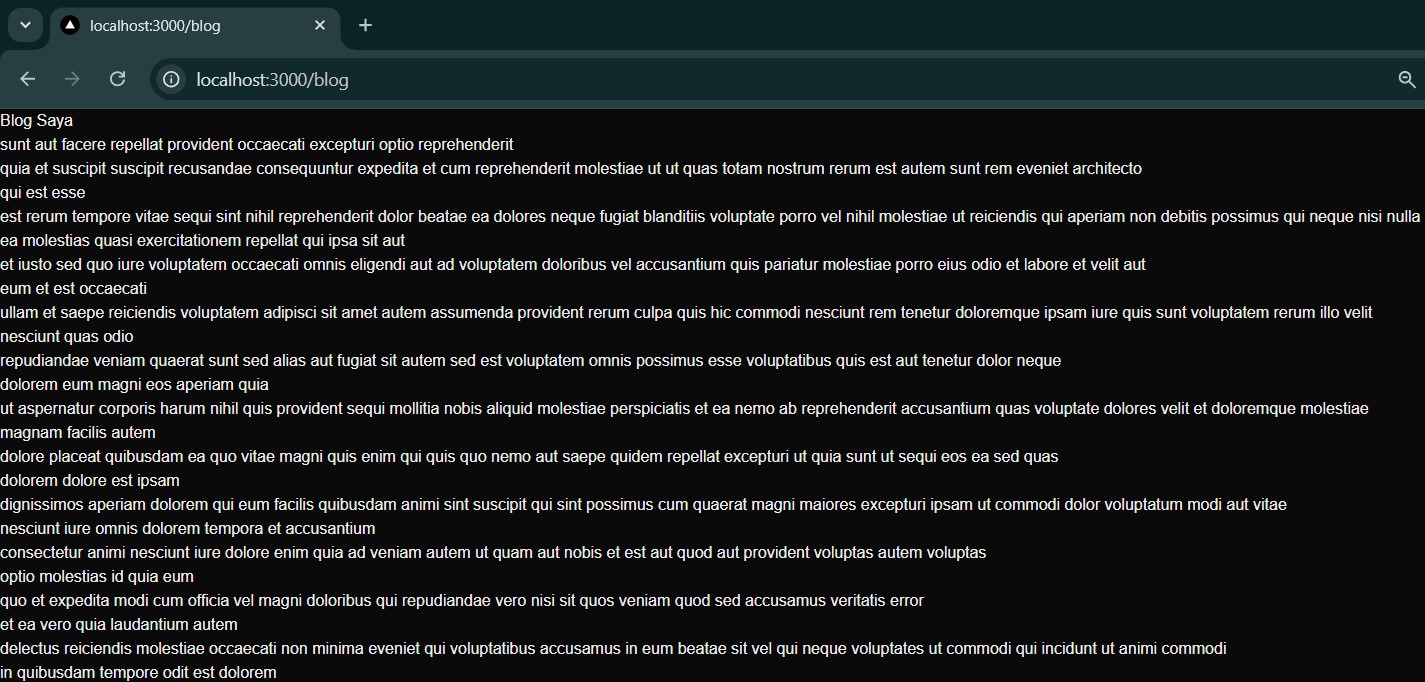 localhost:3000/blog
localhost:3000/blog
Blog Saya
sunt aut facere repellat provident occaecati excepturi optio reprehenderit
quia et suscipit suscipit recusandae consequuntur expedita et cum reprehenderit molestiae ut ut quas totam nostrum rerum est autem sunt rem eveniet architecto
qui est esse
est rerum tempore vitae sequi sint nihil reprehenderit dolor beatae ea dolores neque fugiat blanditiis voluptate porro vel nihil molestiae ut reiciendis qui aperiam non debitis possimus qui neque nisi nulla
ea molestias quasi exercitationem repellat qui ipsa sit aut
et iusto sed quo iure voluptatem occaecati omnis eligendi aut ad voluptatem doloribus vel accusantium quis pariatur molestiae porro eius odio et labore et velit aut
eum et est occaecati
ullam et saepe reiciendis voluptatem adipisci sit amet autem assumenda provident rerum culpa quis hic commodi nesciunt rem tenetur doloremque ipsam iure quis sunt voluptatem rerum illo velit
nesciunt quas odio
repudiandae veniam quaerat sunt sed alias aut fugiat sit autem sed est voluptatem omnis possimus esse voluptatibus quis est aut tenetur dolor neque
dolorem eum magni eos aperiam quia
ut aspernatur corporis harum nihil quis provident sequi mollitia nobis aliquid molestiae perspiciatis et ea nemo ab reprehenderit accusantium quas voluptate dolores velit et doloremque molestiae
magnam facilis autem
dolore placeat quibusdam ea quo vitae magni quis enim qui quis quo nemo aut saepe quidem repellat excepturi ut quia sunt ut sequi eos ea sed quas
dolorem dolore est ipsam
dignissimos aperiam dolorem qui eum facilis quibusdam animi sint suscipit qui sint possimus cum quaerat magni maiores excepturi ipsam ut commodi dolor voluptatum modi aut vitae
nesciunt iure omnis dolorem tempora et accusantium
consectetur animi nesciunt iure dolore enim quia ad veniam autem ut quam aut nobis et est aut quod aut provident voluptas autem voluptas
optio molestias id quia eum
quo et expedita modi cum officia vel magni doloribus qui repudiandae vero nisi sit quos veniam quod sed accusamus veritatis error
et ea vero quia laudantium autem
delectus reiciendis molestiae occaecati non minima eveniet qui voluptatibus accusamus in eum beatae sit vel qui neque voluptates ut commodi qui incidunt ut animi commodi
in quibusdam tempore odit est dolorem